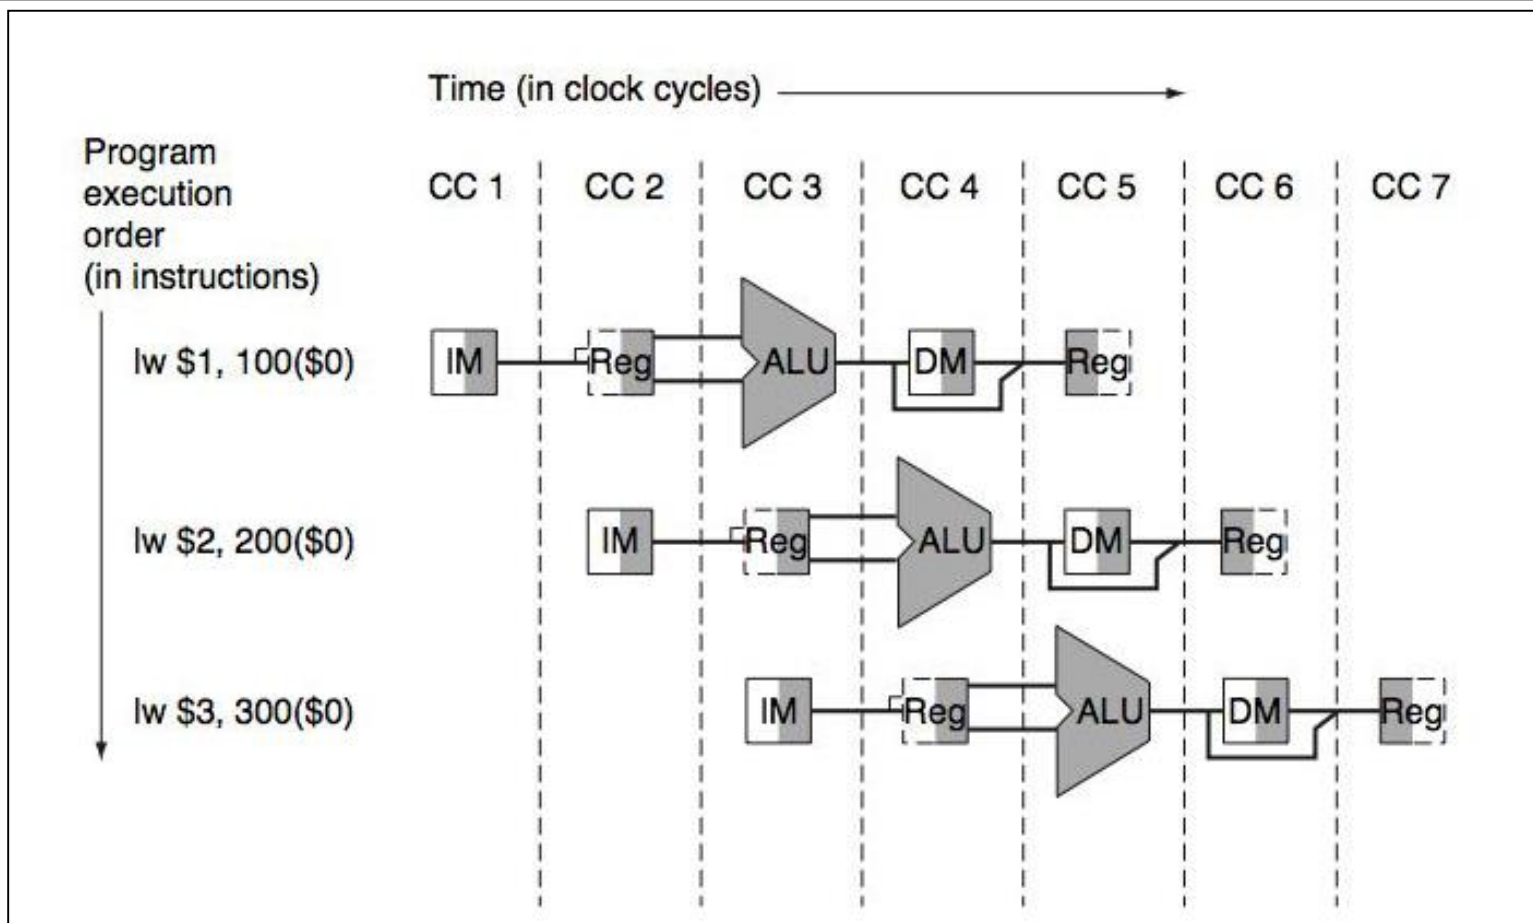 Time (in clock cycles)
Program
execution
order
(in instructions)
CC 1 CC 2 CC 3 CC 4 CC 5 CC 6 CC 7
lw $1, 100($0) IM Reg ALU DM Reg
lw $2, 200($0) IM Reg ALU DM Reg
lw $3, 300($0) IM Reg ALU DM Reg